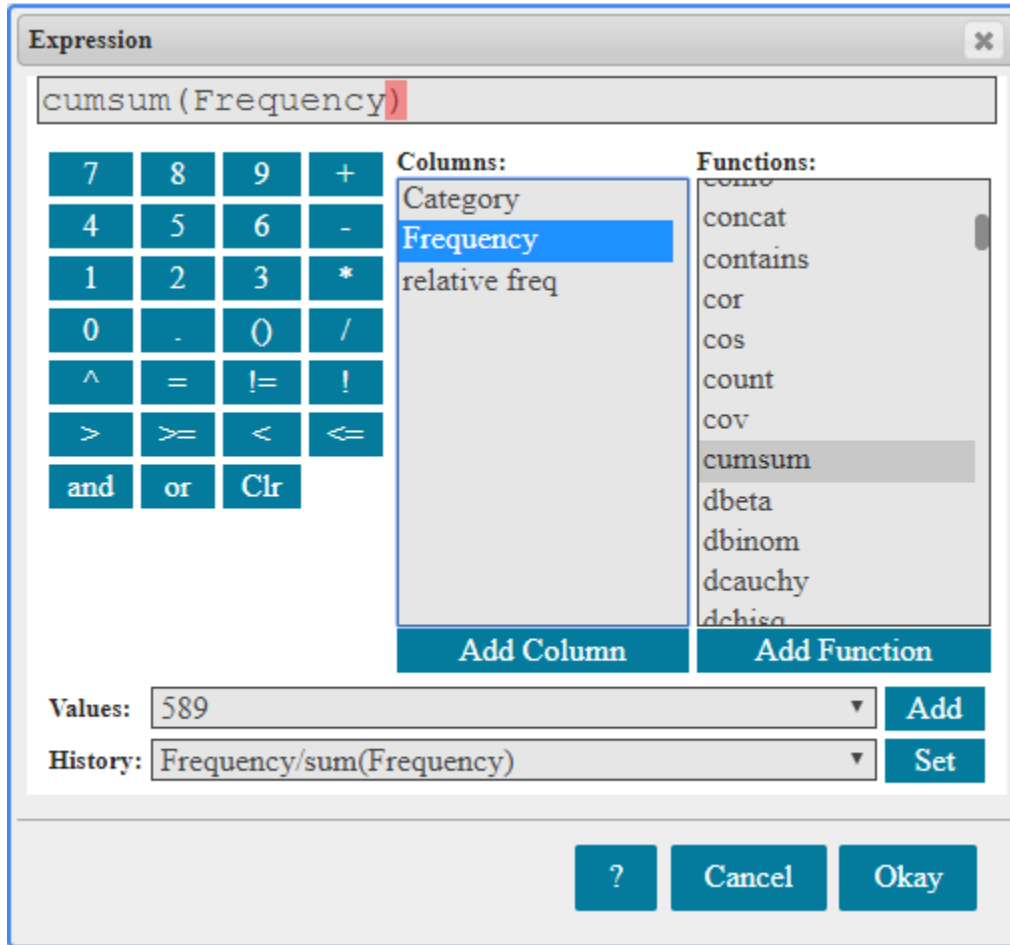 Expression
cumsum(Frequency)
7 8 9 +
4 5 6 -
1 2 3 *
0 . () /
^ = != !
> >= < <=
and or Clr
Columns:
Category
Frequency
relative freq
Add Column
Functions:
concat
contains
cor
cos
count
cov
cumsum
dbeta
dbinom
dcauchy
dchisq
Add Function
Values: 589 Add
History: Frequency/sum(Frequency) Set
? Cancel Okay